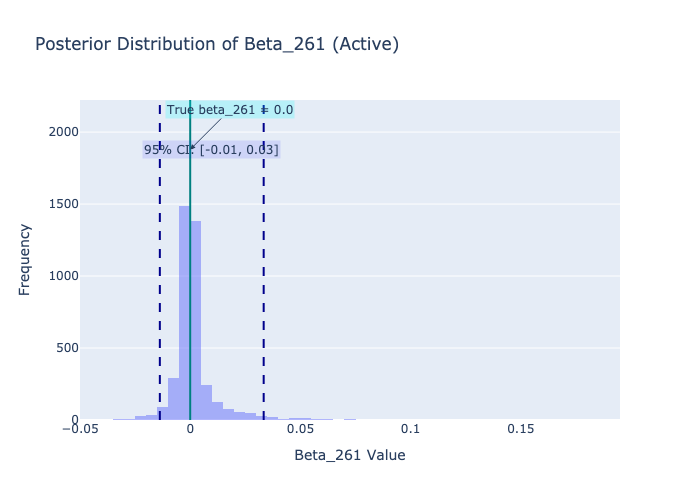 Posterior Distribution of Beta_261 (Active)
True beta_261 = 0.0
95% CI: [-0.01, 0.03]
2000
1500
1000
500
0
Frequency
−0.05
0
0.05
0.1
0.15
Beta_261 Value